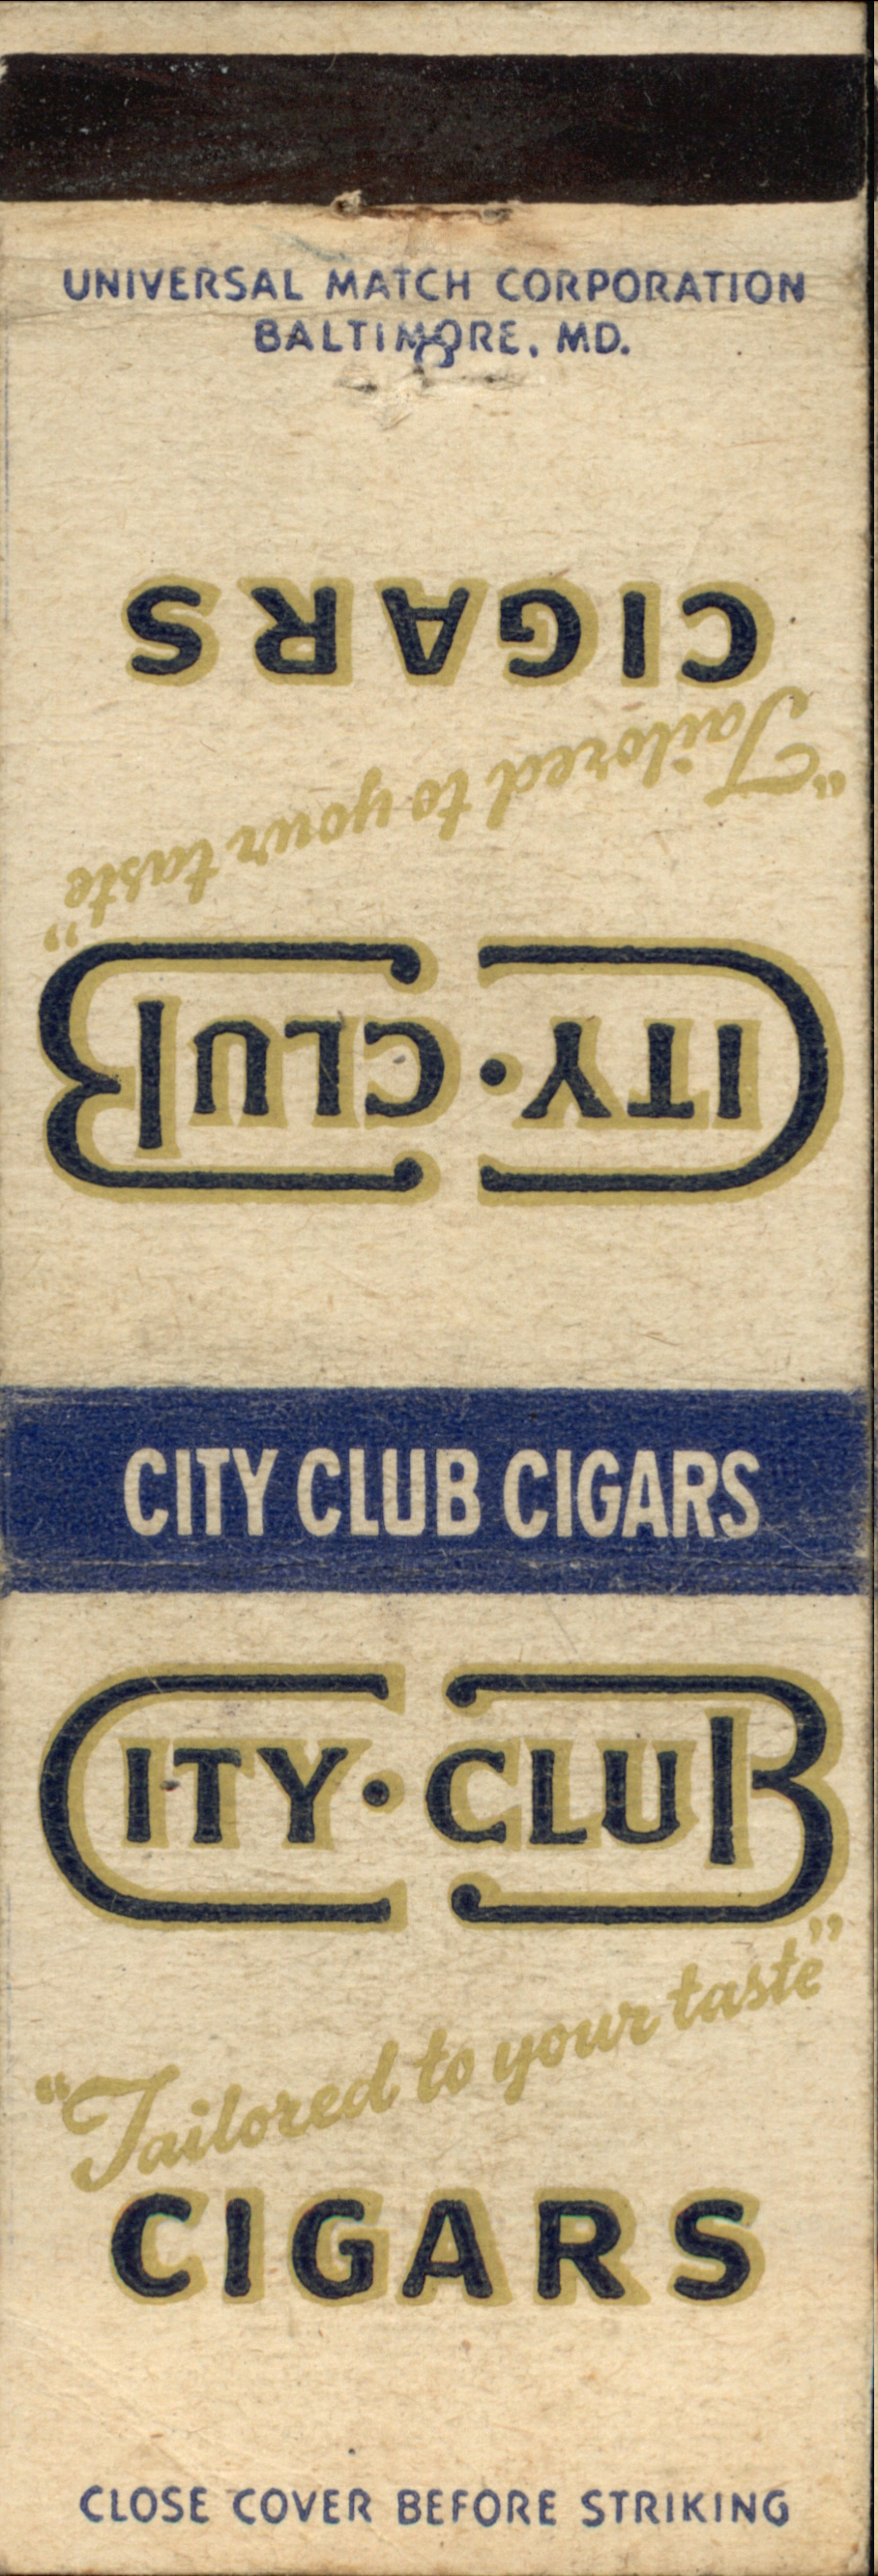 UNIVERSAL MATCH CORPORATION
BALTIMORE, MD.
CITY·CLUB
"Tailored to your taste"
CIGARS
CITY CLUB CIGARS
CITY·CLUB
"Tailored to your taste"
CIGARS
CLOSE COVER BEFORE STRIKING